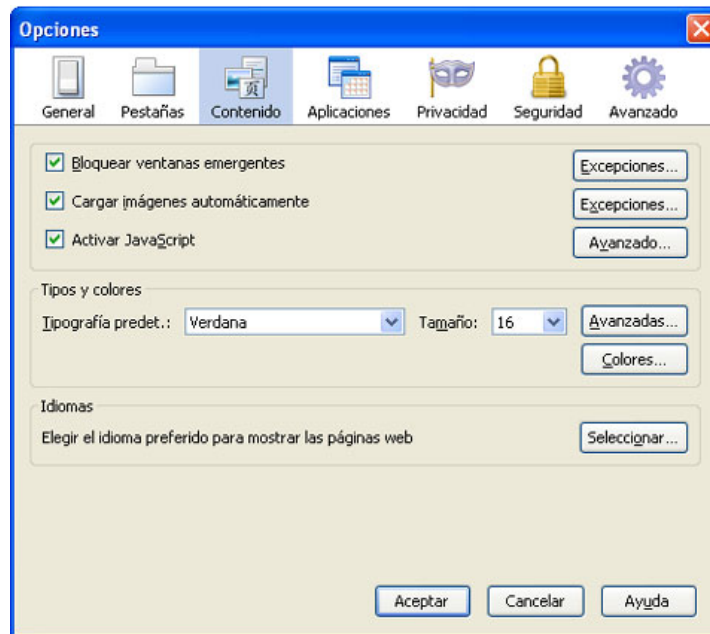 Opciones
General Pestañas Contenido Aplicaciones Privacidad Seguridad Avanzado
Bloquear ventanas emergentes Excepciones...
Cargar imágenes automáticamente Excepciones...
Activar JavaScript Avanzado...
Tipos y colores
Tipografía predet.: Verdana Tamaño: 16 Avanzadas...
Colores...
Idiomas
Elegir el idioma preferido para mostrar las páginas web Seleccionar...
Aceptar Cancelar Ayuda